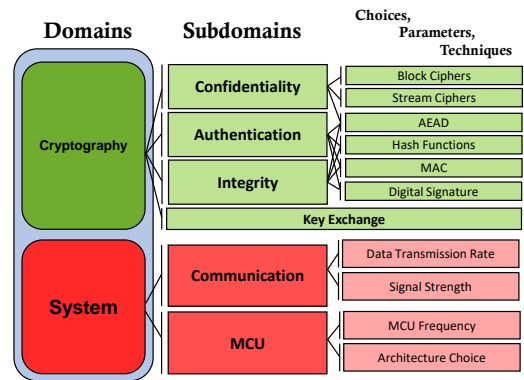 Domains
Subdomains
Choices,
Parameters,
Techniques
Cryptography
Confidentiality
Block Ciphers
Stream Ciphers
Authentication
AEAD
Hash Functions
Integrity
MAC
Digital Signature
Key Exchange
System
Communication
Data Transmission Rate
Signal Strength
MCU
MCU Frequency
Architecture Choice